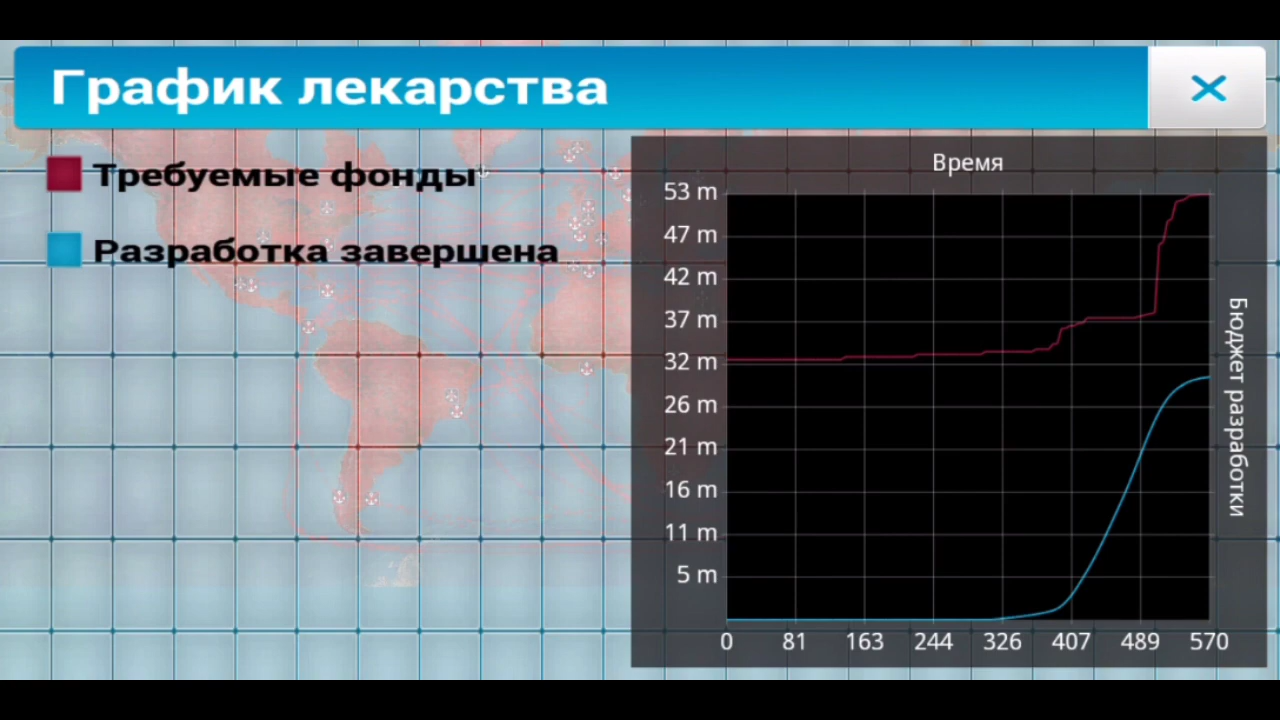 График лекарства
Требуемые фонды
Разработка завершена
Время
53 m
47 m
42 m
37 m
32 m
26 m
21 m
16 m
11 m
5 m
0 81 163 244 326 407 489 570
Бюджет разработки